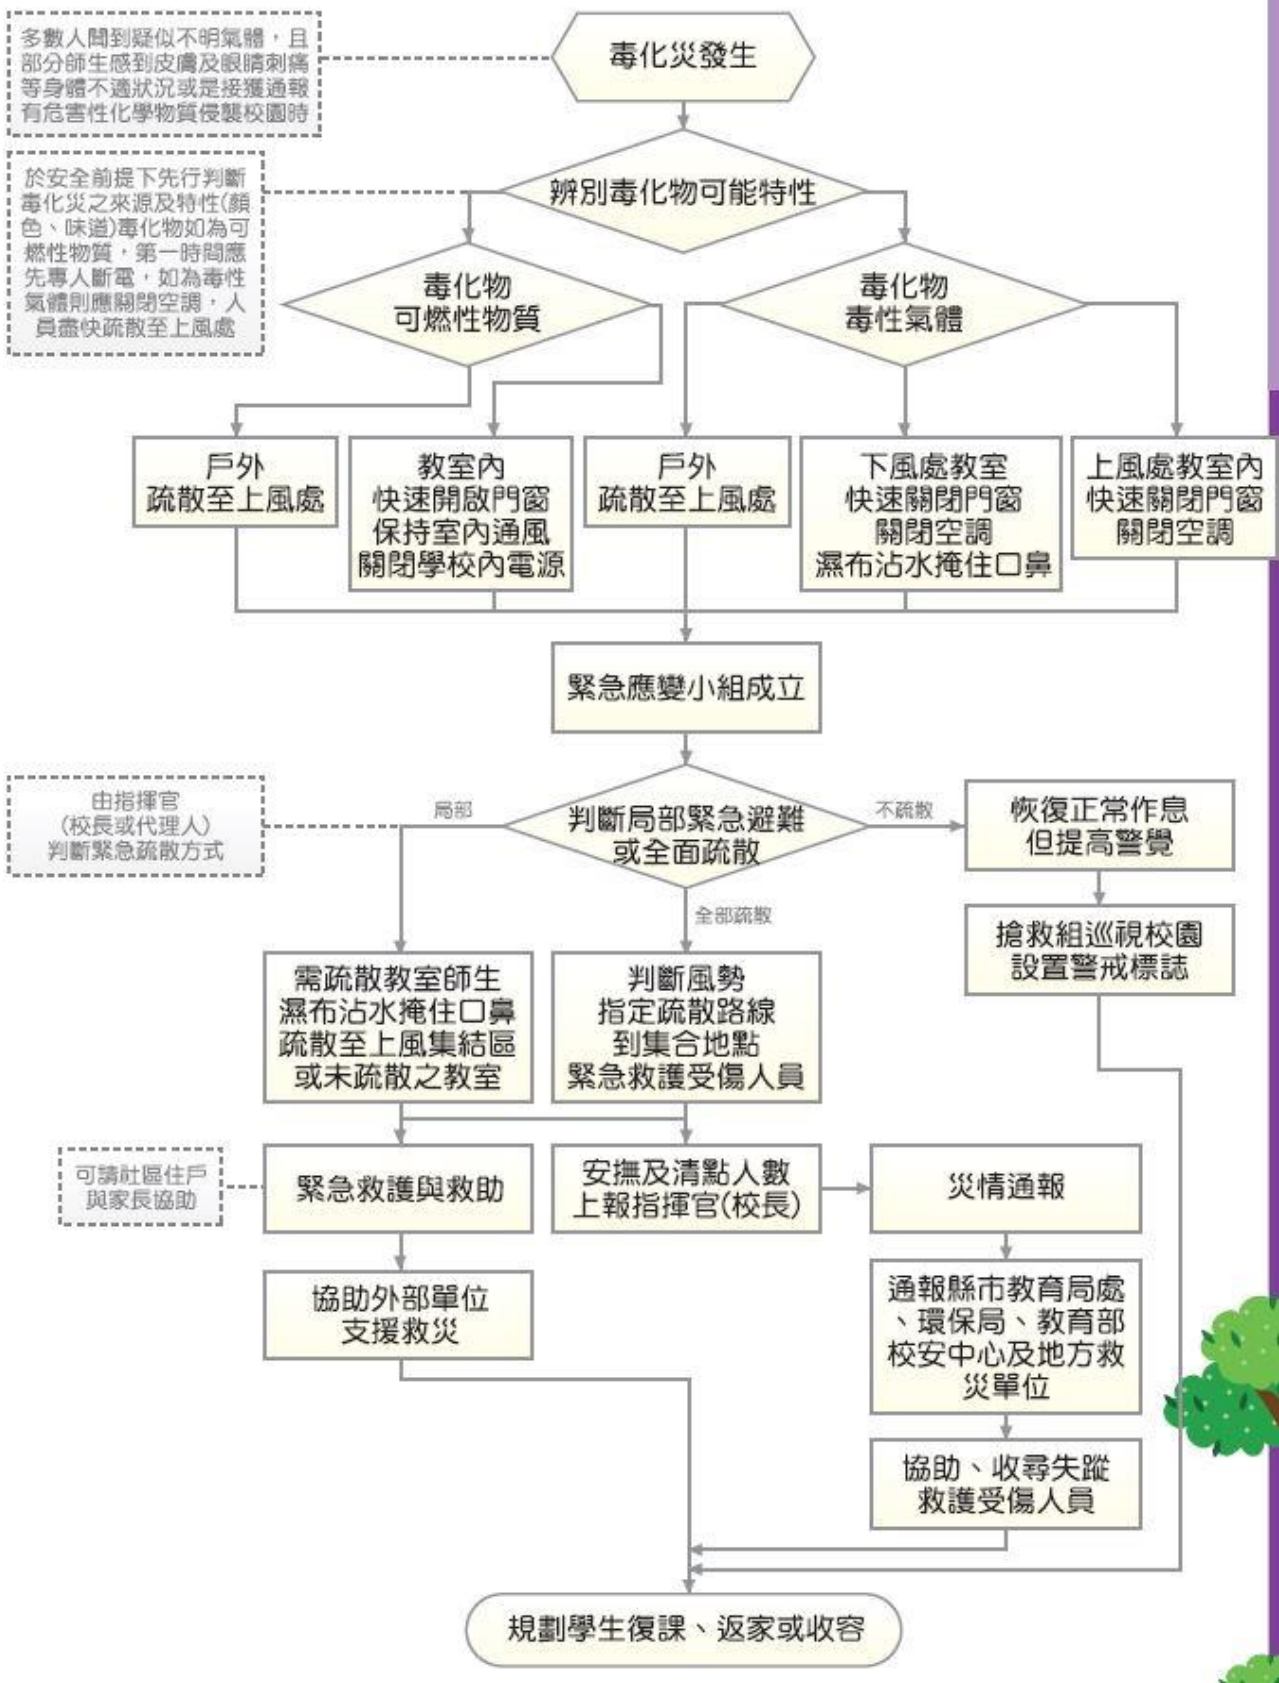 多數人聞到疑似不明氣體，且
部分師生感到皮膚及眼睛刺痛
等身體不適狀況或是接獲通報
有危害性化學物質侵襲校園時
毒化災發生
於安全前提下先行判斷
毒化災之來源及特性(顏
色、味道)毒化物如為可
燃性物質，第一時間應
先專人斷電，如為毒性
氣體則應關閉空調，人
員盡快疏散至上風處
辨別毒化物可能特性
毒化物
可燃性物質
毒化物
毒性氣體
戶外
疏散至上風處
教室內
快速開啟門窗
保持室內通風
關閉學校內電源
戶外
疏散至上風處
下風處教室
快速關閉門窗
關閉空調
濕布沾水掩住口鼻
上風處教室內
快速關閉門窗
關閉空調
緊急應變小組成立
由指揮官
(校長或代理人)
判斷緊急疏散方式
局部
判斷局部緊急避難
或全面疏散
不疏散
恢復正常作息
但提高警覺
全部疏散
搶救組巡視校園
設置警戒標誌
需疏散教室師生
濕布沾水掩住口鼻
疏散至上風集結區
或未疏散之教室
判斷風勢
指定疏散路線
到集合地點
緊急救護受傷人員
可請社區住戶
與家長協助
緊急救護與救助
安撫及清點人數
上報指揮官(校長)
災情通報
協助外部單位
支援救災
通報縣市教育局處
、環保局、教育部
校安中心及地方救
災單位
協助、收尋失蹤
救護受傷人員
規劃學生復課、返家或收容